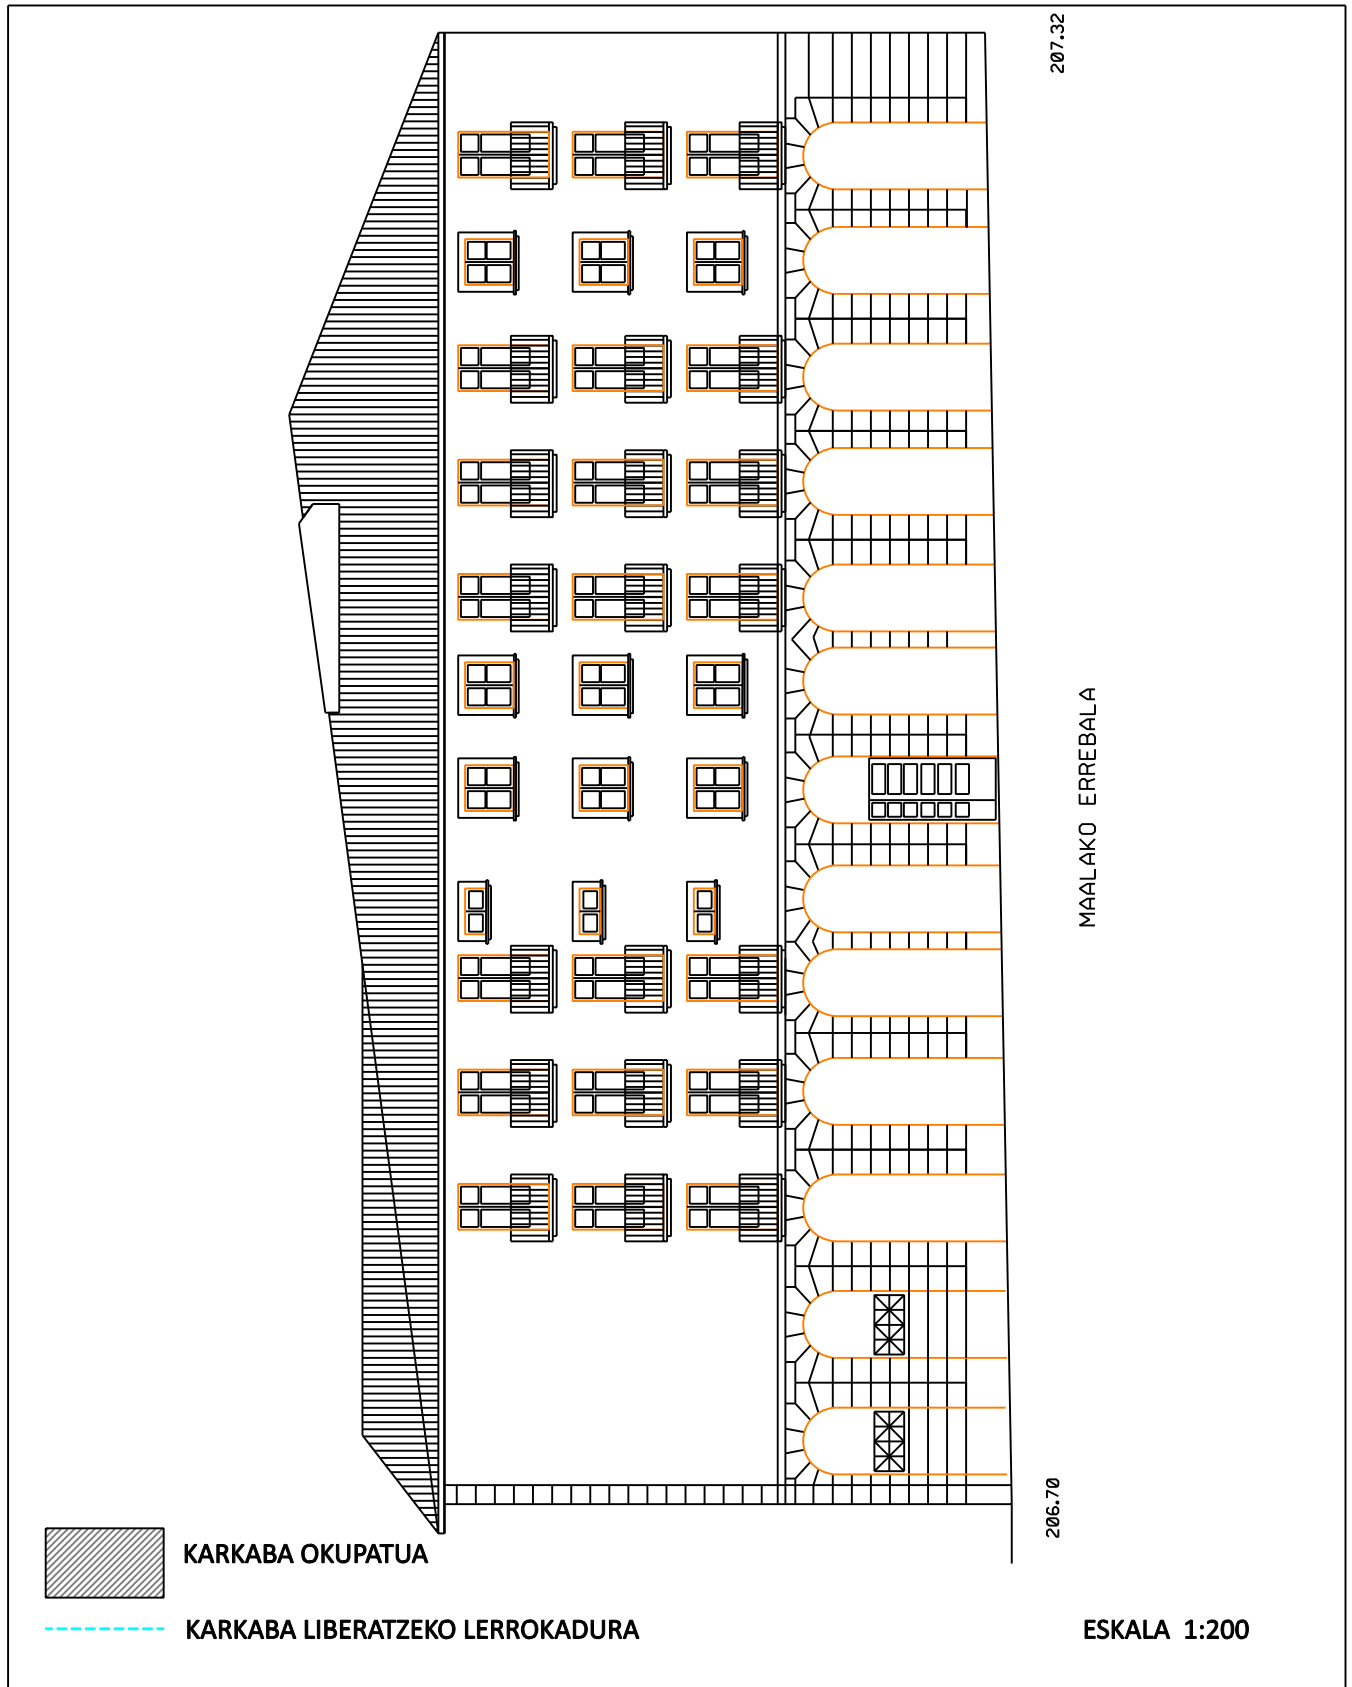 207.32
MAALAKO ERREBALA
206.70
KARKABA OKUPATUA
KARKABA LIBERATZEKO LERROKADURA
ESKALA 1:200